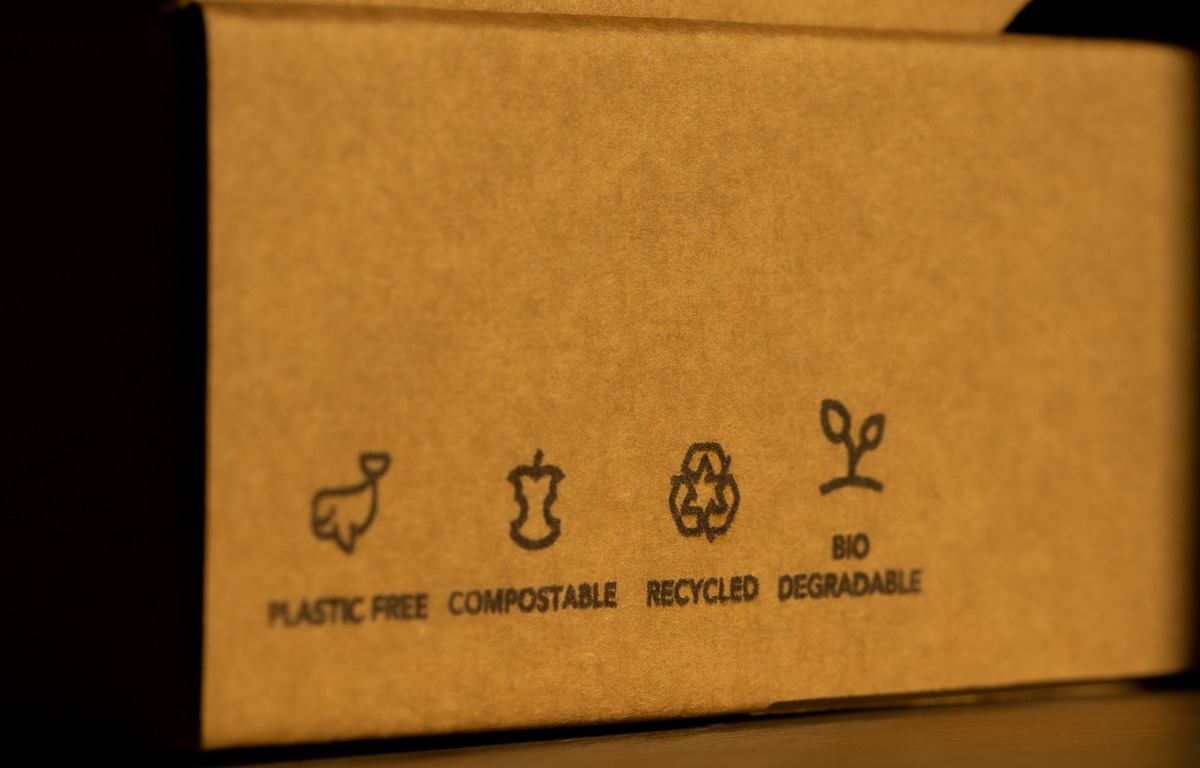 PLASTIC FREE
COMPOSTABLE
RECYCLED
BIO
DEGRADABLE